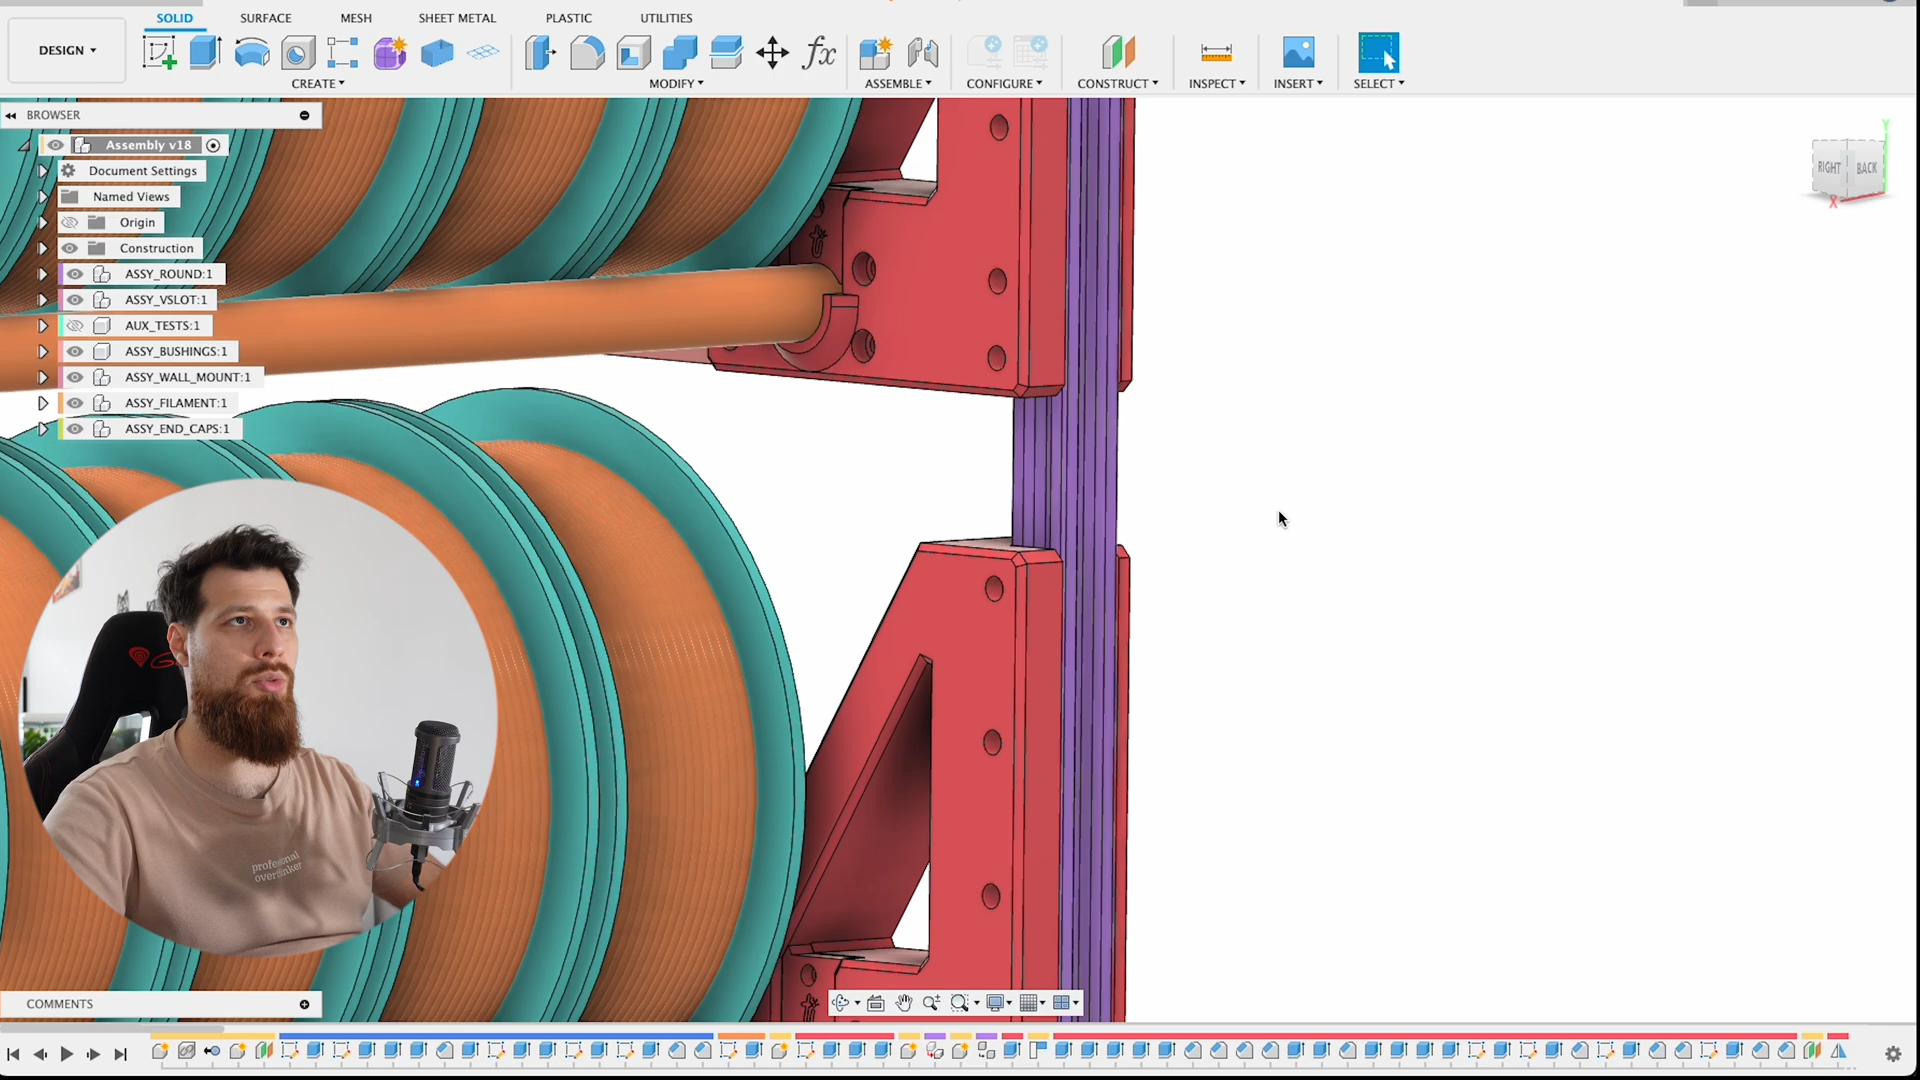 SOLID
SURFACE
MESH
SHEET METAL
PLASTIC
UTILITIES
DESIGN
CREATE
MODIFY
ASSEMBLE
CONFIGURE
CONSTRUCT
INSPECT
INSERT
SELECT
BROWSER
Assembly v18
Document Settings
Named Views
Origin
Construction
ASSY_ROUND:1
ASSY_VSLOT:1
AUX_TESTS:1
ASSY_BUSHINGS:1
ASSY_WALL_MOUNT:1
ASSY_FILAMENT:1
ASSY_END_CAPS:1
Y
RIGHT
BACK
X
COMMENTS